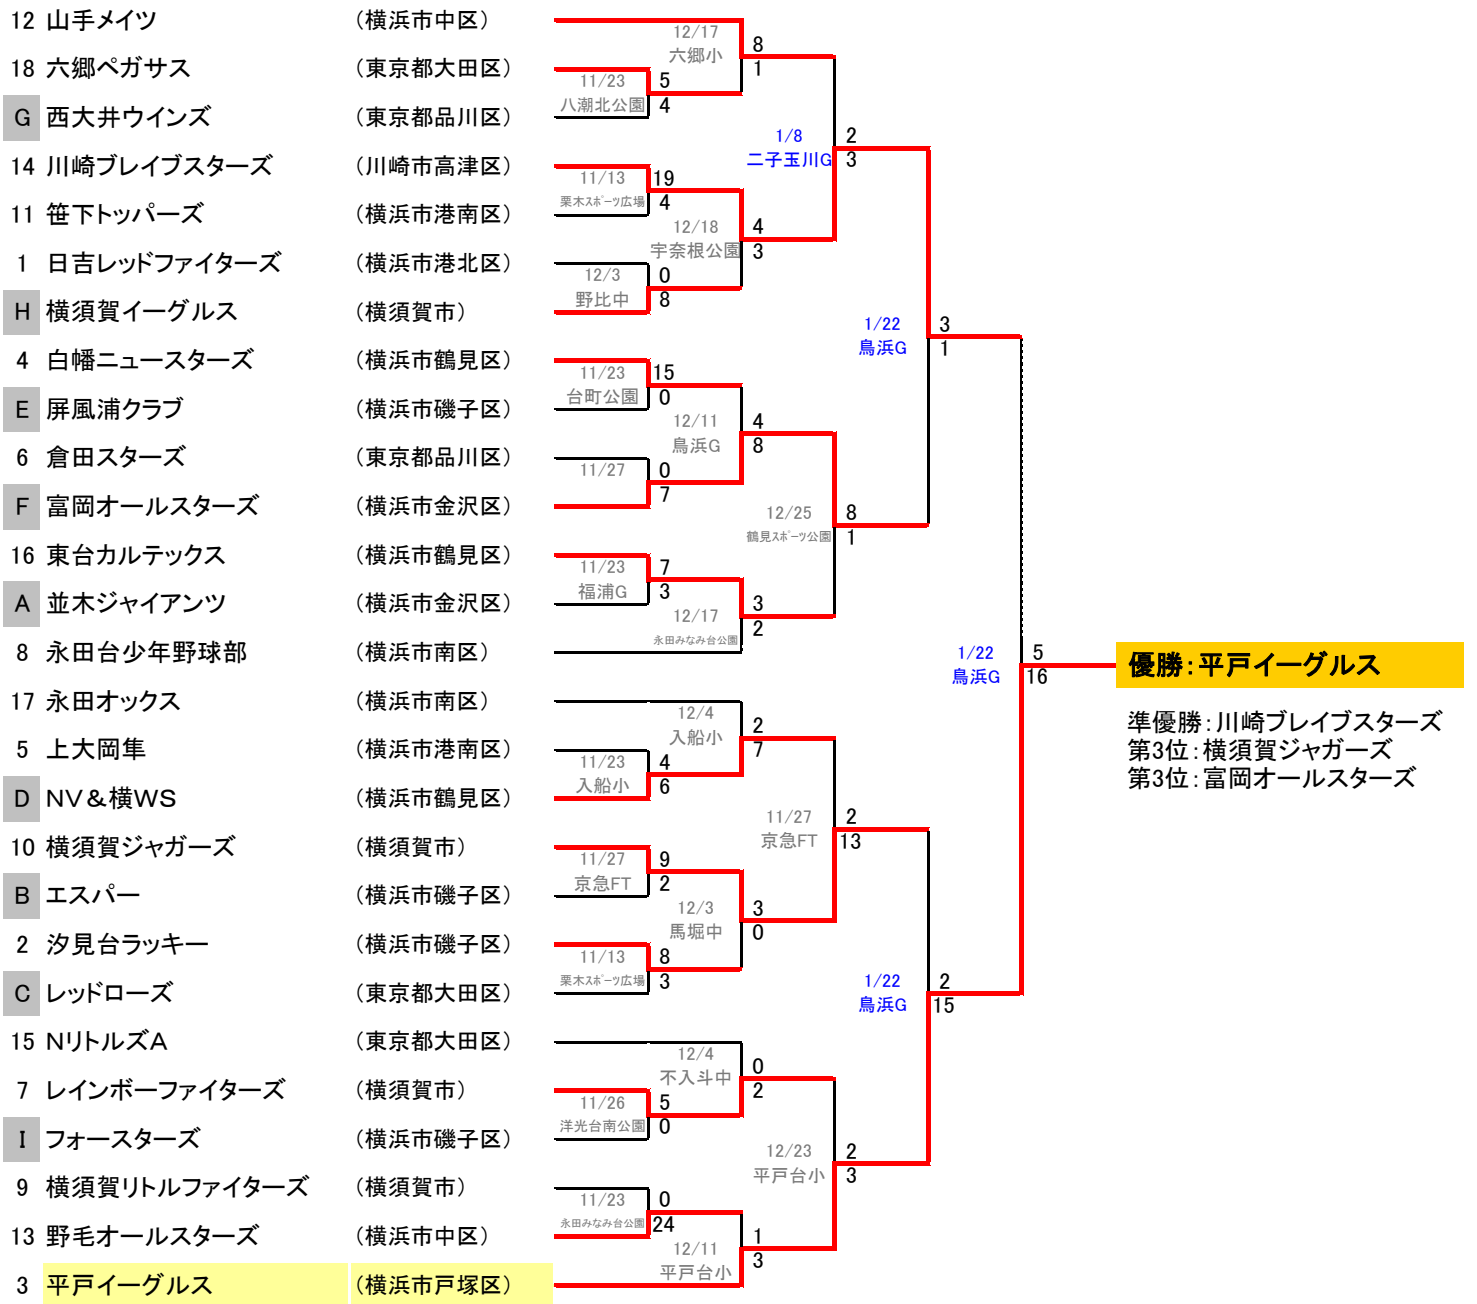 12 山手メイツ （横浜市中区）
12/17
六郷小
8
1
18 六郷ペガサス （東京都大田区）
11/23
八潮北公園
5
4
G 西大井ウインズ （東京都品川区）
1/8
二子玉川G
2
3
14 川崎ブレイブスターズ （川崎市高津区）
11/13
栗木スポーツ広場
19
4
11 笹下トッパーズ （横浜市港南区）
12/18
宇奈根公園
4
3
1 日吉レッドファイターズ （横浜市港北区）
12/3
野比中
0
8
H 横須賀イーグルス （横須賀市）
1/22
鳥浜G
3
1
4 白幡ニュースターズ （横浜市鶴見区）
11/23
台町公園
15
0
E 屏風浦クラブ （横浜市磯子区）
12/11
鳥浜G
4
8
6 倉田スターズ （東京都品川区）
11/27
0
7
F 富岡オールスターズ （横浜市金沢区）
12/25
鶴見スポーツ公園
8
1
16 東台カルテックス （横浜市鶴見区）
11/23
福浦G
7
3
A 並木ジャイアンツ （横浜市金沢区）
12/17
永田みなみ台公園
3
2
8 永田台少年野球部 （横浜市南区）
1/22
鳥浜G
5
16
優勝：平戸イーグルス
準優勝：川崎ブレイブスターズ
第3位：横須賀ジャガーズ
第3位：富岡オールスターズ
17 永田オックス （横浜市南区）
12/4
入船小
2
7
5 上大岡隼 （横浜市港南区）
11/23
入船小
4
6
D NV＆横WS （横浜市鶴見区）
11/27
京急FT
2
13
10 横須賀ジャガーズ （横須賀市）
11/27
京急FT
9
2
B エスパー （横浜市磯子区）
12/3
馬堀中
3
0
2 汐見台ラッキー （横浜市磯子区）
11/13
栗木スポーツ広場
8
3
C レッドローズ （東京都大田区）
1/22
鳥浜G
2
15
15 NリトルズA （東京都大田区）
12/4
不入斗中
0
2
7 レインボーファイターズ （横須賀市）
11/26
洋光台南公園
5
0
I フォースターズ （横浜市磯子区）
12/23
平戸台小
2
3
9 横須賀リトルファイターズ （横須賀市）
11/23
永田みなみ台公園
0
24
13 野毛オールスターズ （横浜市中区）
12/11
平戸台小
1
3
3 平戸イーグルス （横浜市戸塚区）